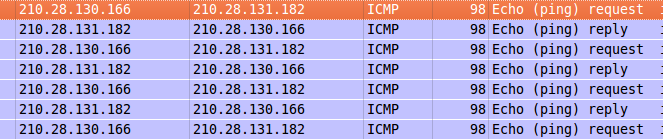 210.28.130.166 210.28.131.182 ICMP 98 Echo (ping) request
210.28.131.182 210.28.130.166 ICMP 98 Echo (ping) reply
210.28.130.166 210.28.131.182 ICMP 98 Echo (ping) request
210.28.131.182 210.28.130.166 ICMP 98 Echo (ping) reply
210.28.130.166 210.28.131.182 ICMP 98 Echo (ping) request
210.28.131.182 210.28.130.166 ICMP 98 Echo (ping) reply
210.28.130.166 210.28.131.182 ICMP 98 Echo (ping) request